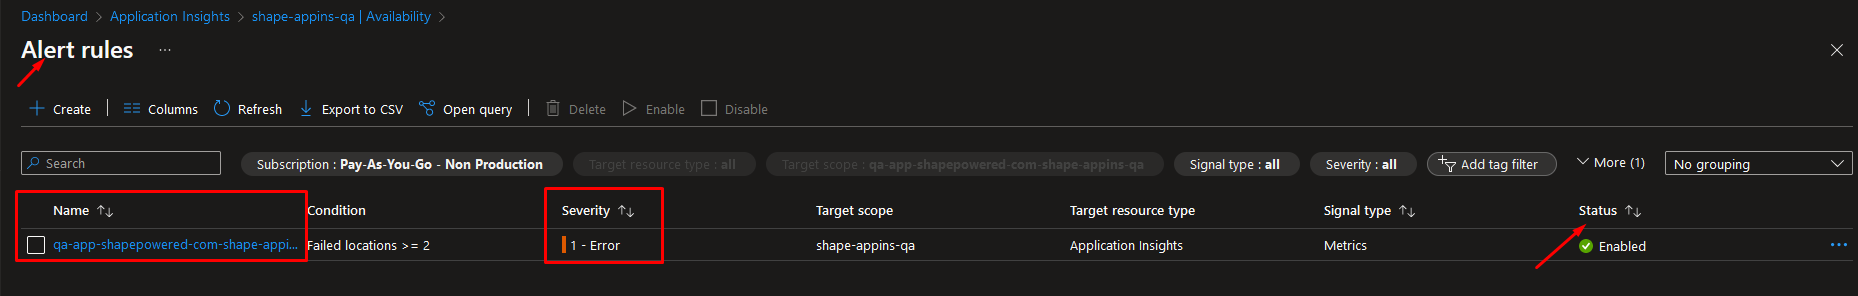 Dashboard > Application Insights > shape-appins-qa | Availability >
Alert rules ...
Create Columns Refresh Export to CSV Open query Delete Enable Disable
Search Subscription : Pay-As-You-Go - Non Production Target resource type : all Target scope : qa-app-shapepowered-com-shape-appins-qa Signal type : all Severity : all Add tag filter More (1) No grouping
Name Condition Severity Target scope Target resource type Signal type Status
qa-app-shapepowered-com-shape-appi... Failed locations >= 2 1 - Error shape-appins-qa Application Insights Metrics Enabled ...